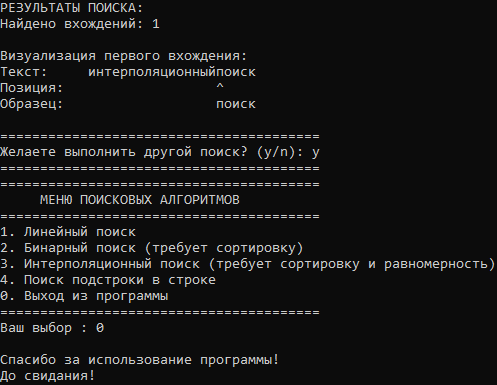 РЕЗУЛЬТАТЫ ПОИСКА:
Найдено вхождений: 1
Визуализация первого вхождения:
Текст:     интерполяционныйпоиск
Позиция:                   ^
Образец:                   поиск
========================================
Желаете выполнить другой поиск? (y/n): y
========================================
========================================
     МЕНЮ ПОИСКОВЫХ АЛГОРИТМОВ
========================================
1. Линейный поиск
2. Бинарный поиск (требует сортировку)
3. Интерполяционный поиск (требует сортировку и равномерность)
4. Поиск подстроки в строке
0. Выход из программы
========================================
Ваш выбор : 0
Спасибо за использование программы!
До свидания!